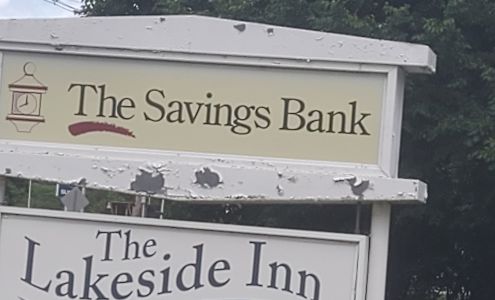 The Savings Bank
The
Lakeside Inn